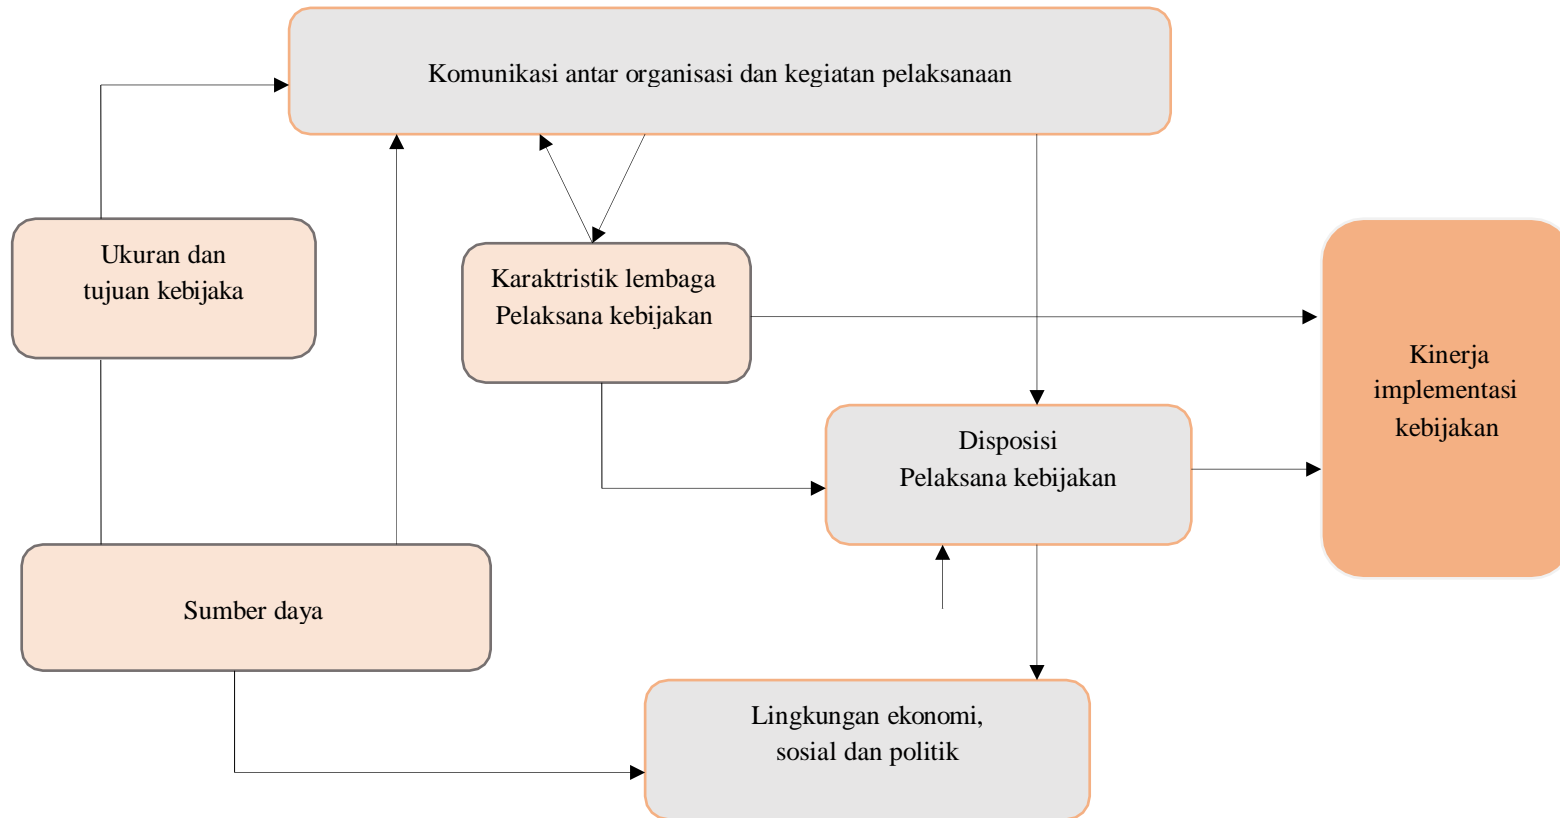 Komunikasi antar organisasi dan kegiatan pelaksanaan
Ukuran dan
tujuan kebijaka
Karaktristik lembaga
Pelaksana kebijakan
Kinerja
implementasi
kebijakan
Disposisi
Pelaksana kebijakan
Sumber daya
Lingkungan ekonomi,
sosial dan politik